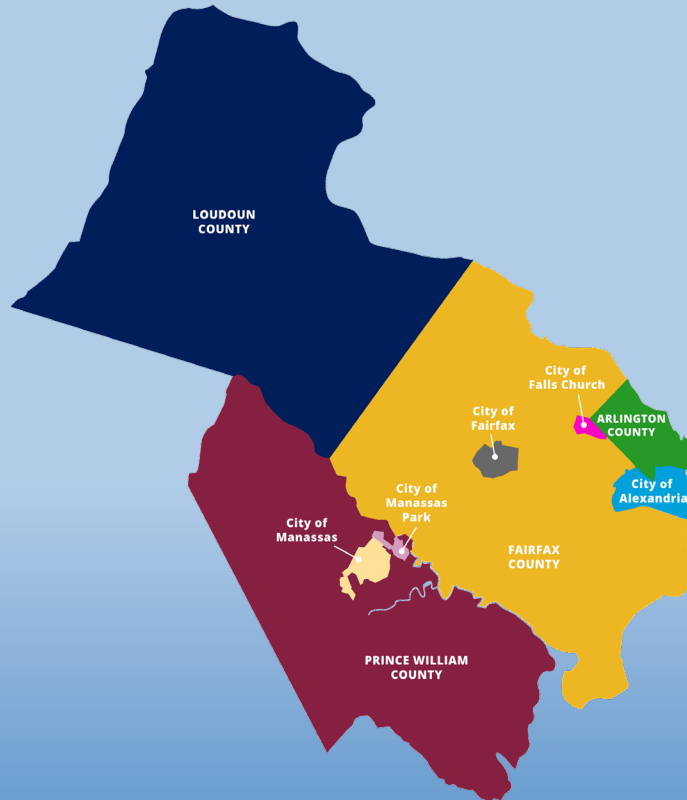 LOUDOUN
COUNTY
City of
Falls Church
City of
Fairfax
ARLINGTON
COUNTY
City of
Alexandria
City of
Manassas
Park
City of
Manassas
FAIRFAX
COUNTY
PRINCE WILLIAM
COUNTY